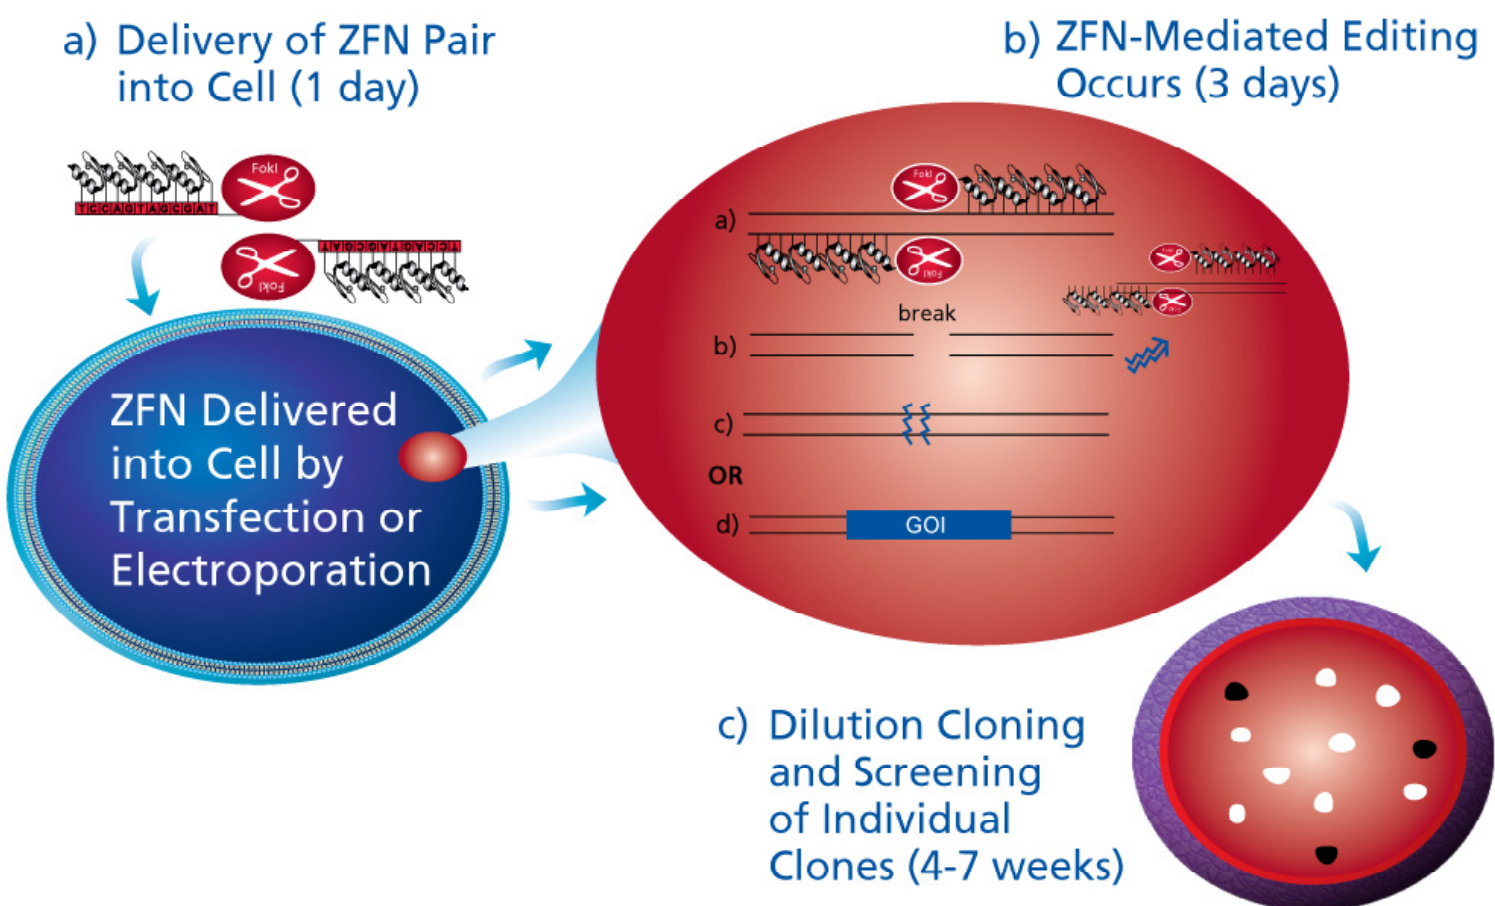 a) Delivery of ZFN Pair
into Cell (1 day)
FokI
TCCAGTAGCGAT
FokI
ZFN Delivered
into Cell by
Transfection or
Electroporation
b) ZFN-Mediated Editing
Occurs (3 days)
FokI
a)
FokI
FokI
break
b)
c)
OR
d)
GOI
c) Dilution Cloning
and Screening
of Individual
Clones (4-7 weeks)